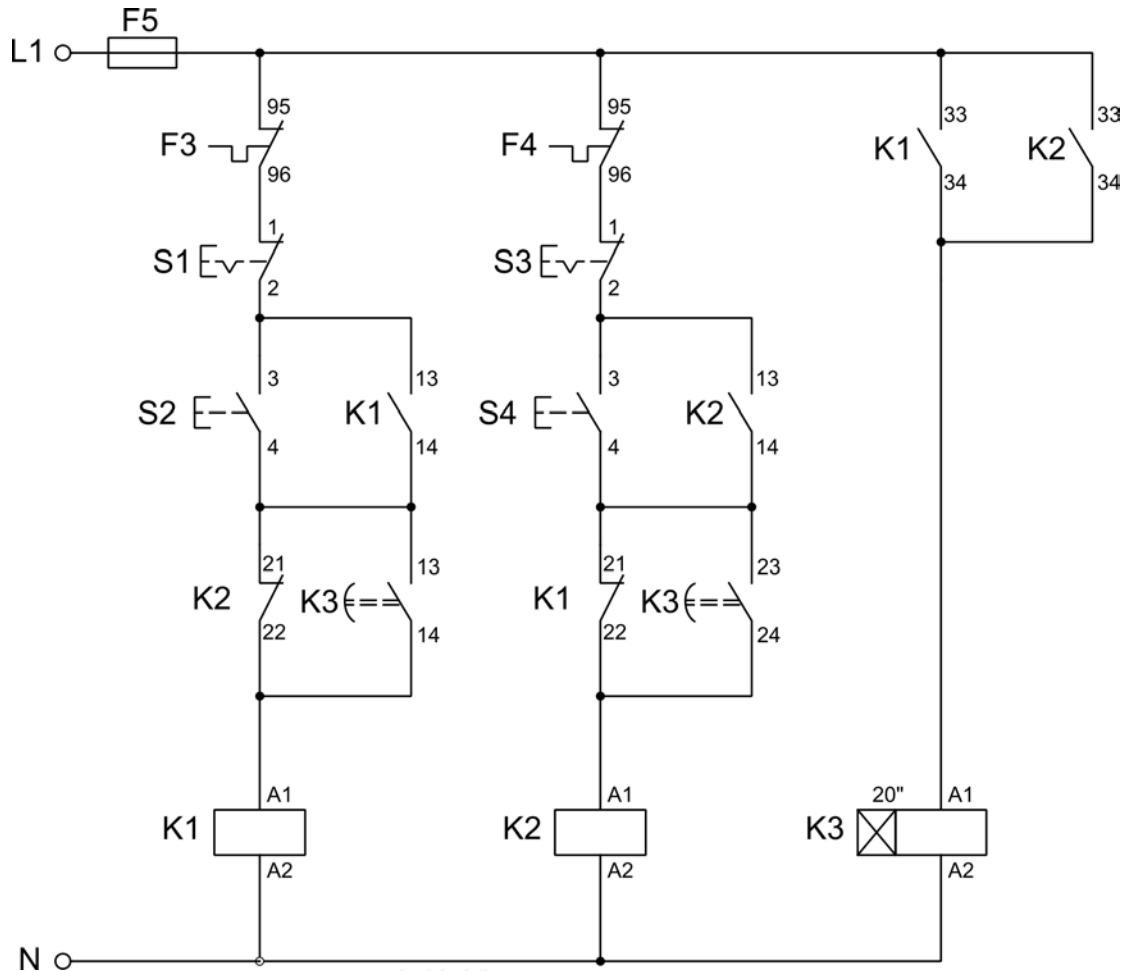 F5
L1
95 95
33 33
F3 F4 K1 K2
96 96
34 34
1 1
S1 S3
2 2
3 13 3 13
S2 K1 S4 K2
4 14 4 14
21 13 21 23
K2 K3 K1 K3
22 14 22 24
A1 A1 20" A1
K1 K2 K3
A2 A2 A2
N